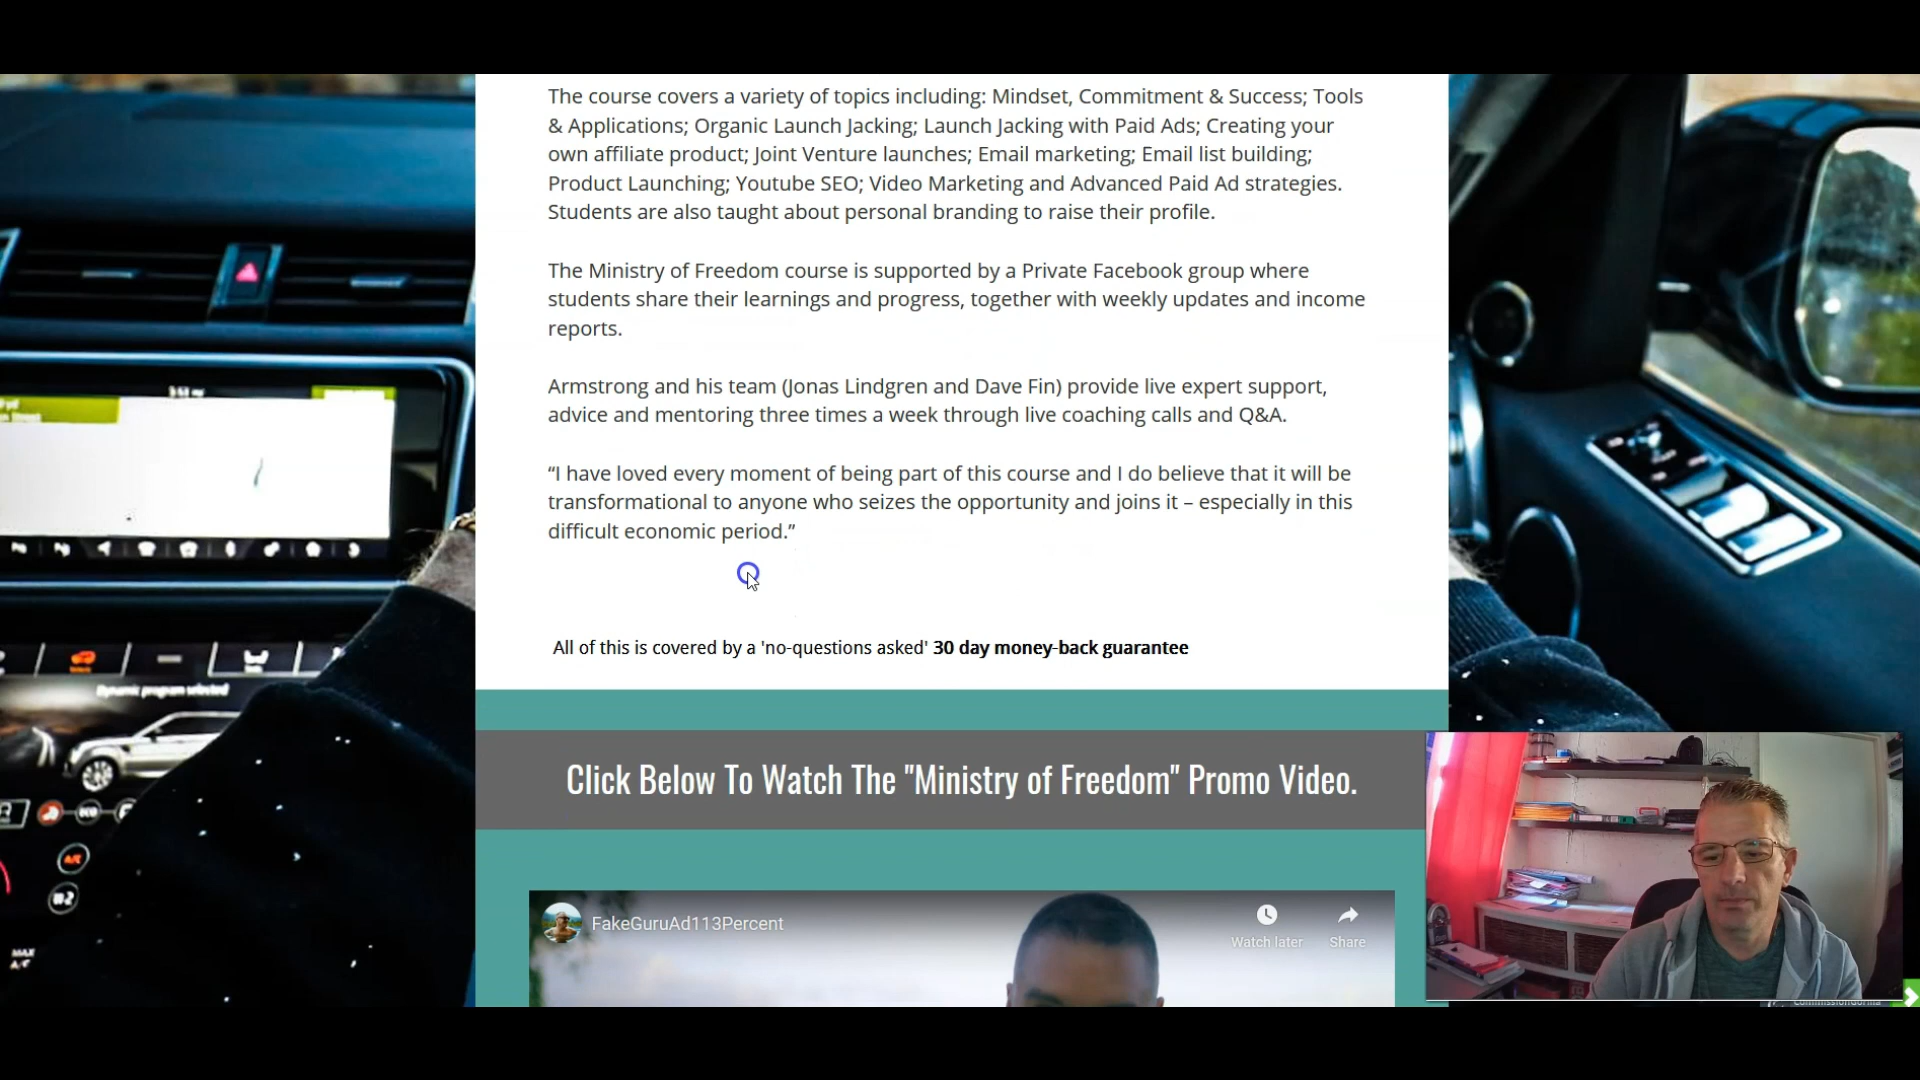 The course covers a variety of topics including: Mindset, Commitment & Success; Tools
& Applications; Organic Launch Jacking; Launch Jacking with Paid Ads; Creating your
own affiliate product; Joint Venture launches; Email marketing; Email list building;
Product Launching; Youtube SEO; Video Marketing and Advanced Paid Ad strategies.
Students are also taught about personal branding to raise their profile.
The Ministry of Freedom course is supported by a Private Facebook group where
students share their learnings and progress, together with weekly updates and income
reports.
Armstrong and his team (Jonas Lindgren and Dave Fin) provide live expert support,
advice and mentoring three times a week through live coaching calls and Q&A.
“I have loved every moment of being part of this course and I do believe that it will be
transformational to anyone who seizes the opportunity and joins it – especially in this
difficult economic period.”
All of this is covered by a 'no-questions asked' 30 day money-back guarantee
Dynamic program selected
Click Below To Watch The "Ministry of Freedom" Promo Video.
FakeGuruAd113Percent
Watch later
Share
A/C
MAX